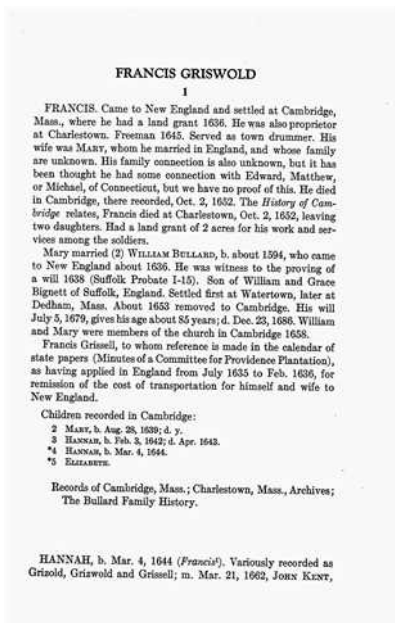 FRANCIS GRISWOLD
1
FRANCIS. Came to New England and settled at Cambridge,
Mass., where he had a land grant 1636. He was also proprietor
at Charlestown. Freeman 1645. Served as town drummer. His
wife was MARY, whom he married in England, and whose family
are unknown. His family connection is also unknown, but it has
been thought he had some connection with Edward, Matthew,
or Michael, of Connecticut, but we have no proof of this. He died
in Cambridge, there recorded, Oct. 2, 1652. The History of Cam-
bridge relates, Francis died at Charlestown, Oct. 2, 1652, leaving
two daughters. Had a land grant of 2 acres for his work and ser-
vices among the soldiers.
Mary married (2) WILLIAM BULLARD, b. about 1594, who came
to New England about 1636. He was witness to the proving of
a will 1638 (Suffolk Probate I-15). Son of William and Grace
Bignett of Suffolk, England. Settled first at Watertown, later at
Dedham, Mass. About 1653 removed to Cambridge. His will
July 5, 1679, gives his age about 85 years; d. Dec. 23, 1686. William
and Mary were members of the church in Cambridge 1658.
Francis Grissell, to whom reference is made in the calendar of
state papers (Minutes of a Committee for Providence Plantation),
as having applied in England from July 1635 to Feb. 1636, for
remission of the cost of transportation for himself and wife to
New England.
Children recorded in Cambridge:
2 MARY, b. Aug. 28, 1639; d. y.
3 HANNAH, b. Feb. 3, 1642; d. Apr. 1643.
*4 HANNAH, b. Mar. 4, 1644.
*5 ELIZABETH.
Records of Cambridge, Mass.; Charlestown, Mass., Archives;
The Bullard Family History.
HANNAH, b. Mar. 4, 1644 (Francis¹). Variously recorded as
Grizold, Grizwold and Grissell; m. Mar. 21, 1662, JOHN KENT,